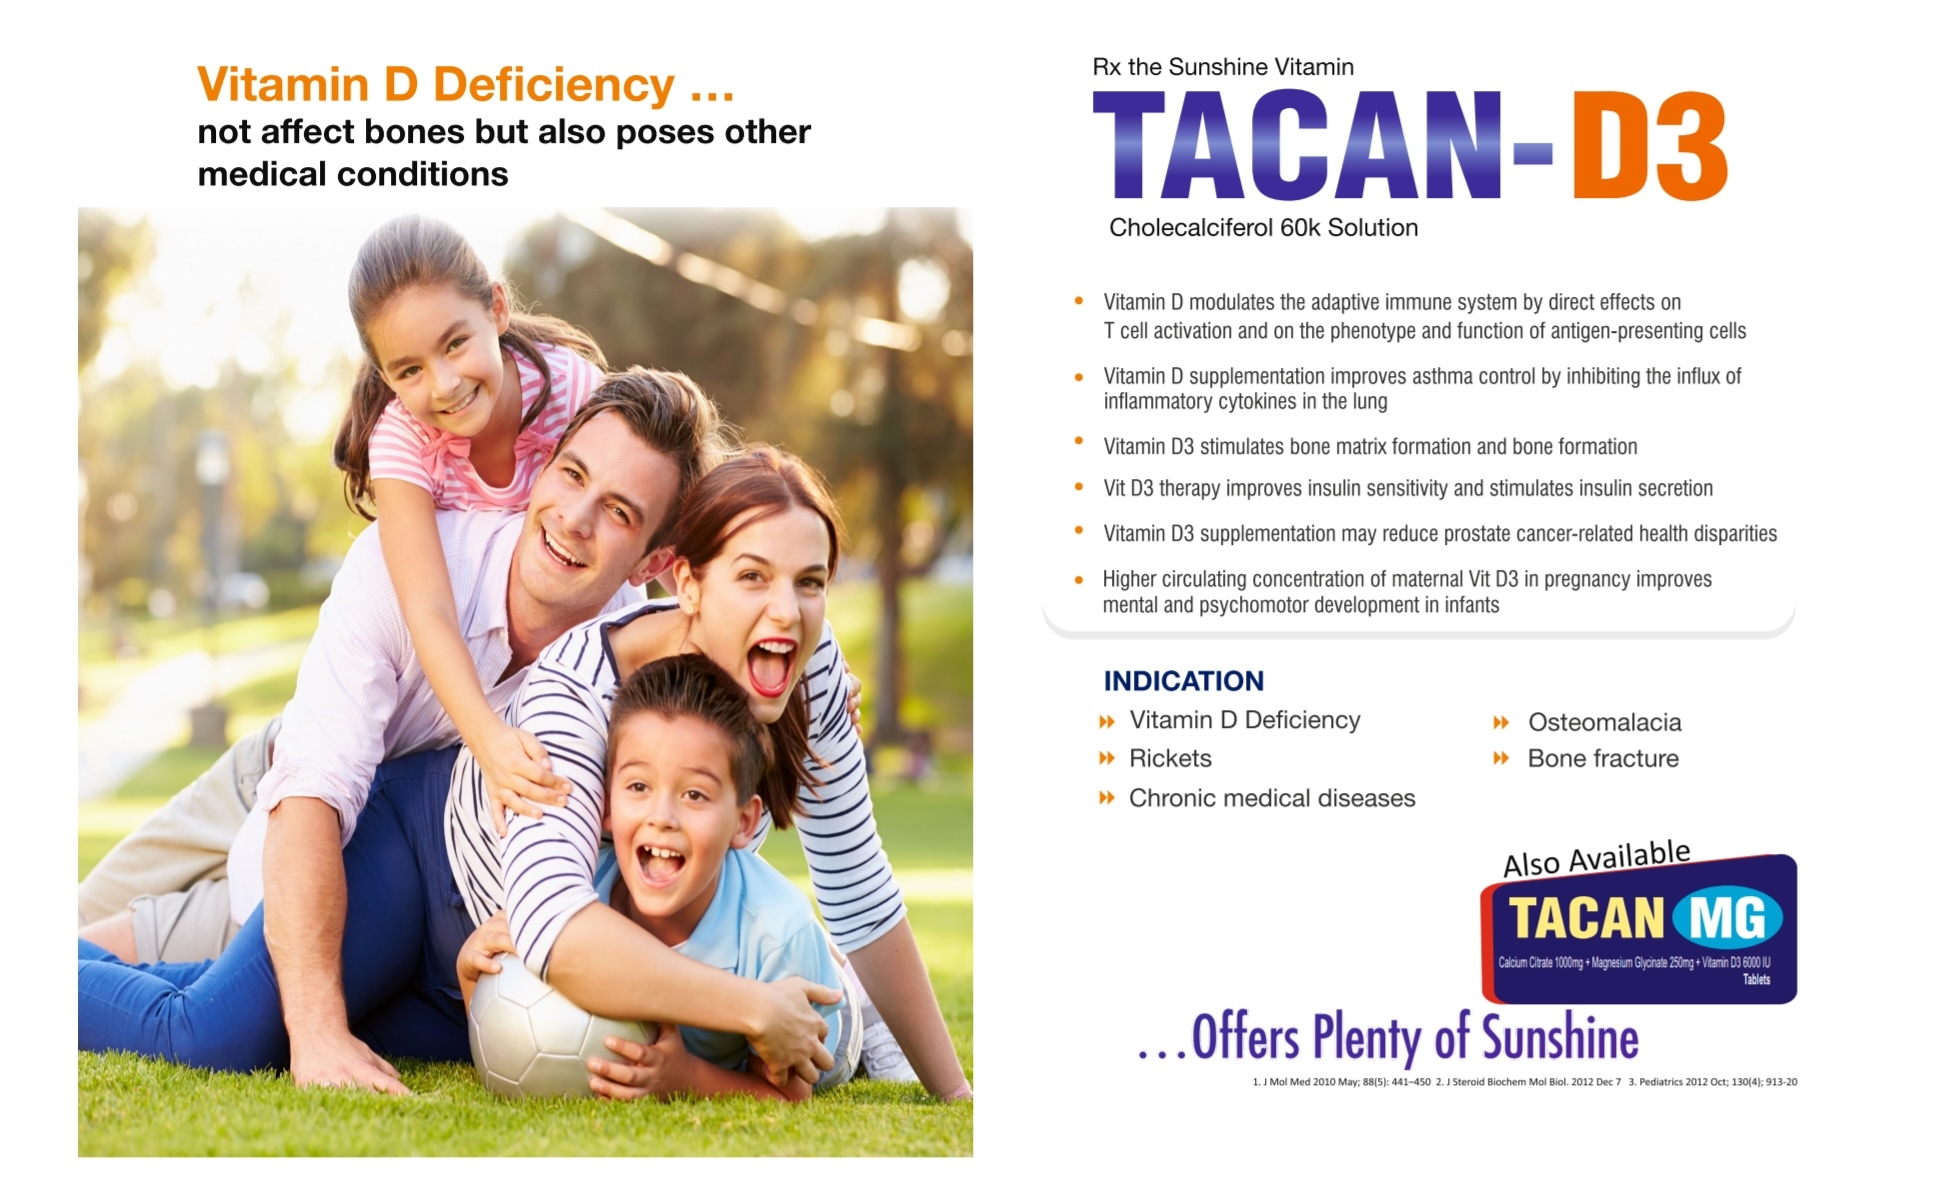 Vitamin D Deficiency ...
not affect bones but also poses other
medical conditions
Rx the Sunshine Vitamin
TACAN-D3
Cholecalciferol 60k Solution
• Vitamin D modulates the adaptive immune system by direct effects on
T cell activation and on the phenotype and function of antigen-presenting cells
• Vitamin D supplementation improves asthma control by inhibiting the influx of
inflammatory cytokines in the lung
• Vitamin D3 stimulates bone matrix formation and bone formation
• Vit D3 therapy improves insulin sensitivity and stimulates insulin secretion
• Vitamin D3 supplementation may reduce prostate cancer-related health disparities
• Higher circulating concentration of maternal Vit D3 in pregnancy improves
mental and psychomotor development in infants
INDICATION
Vitamin D Deficiency
Rickets
Chronic medical diseases
Osteomalacia
Bone fracture
Also Available
TACAN MG
Calcium Citrate 1000mg + Magnesium Glycinate 250mg + Vitamin D3 6000 IU
Tablets
...Offers Plenty of Sunshine
1. J Mol Med 2010 May; 88(5): 441–450 2. J Steroid Biochem Mol Biol. 2012 Dec 7 3. Pediatrics 2012 Oct; 130(4); 913-20